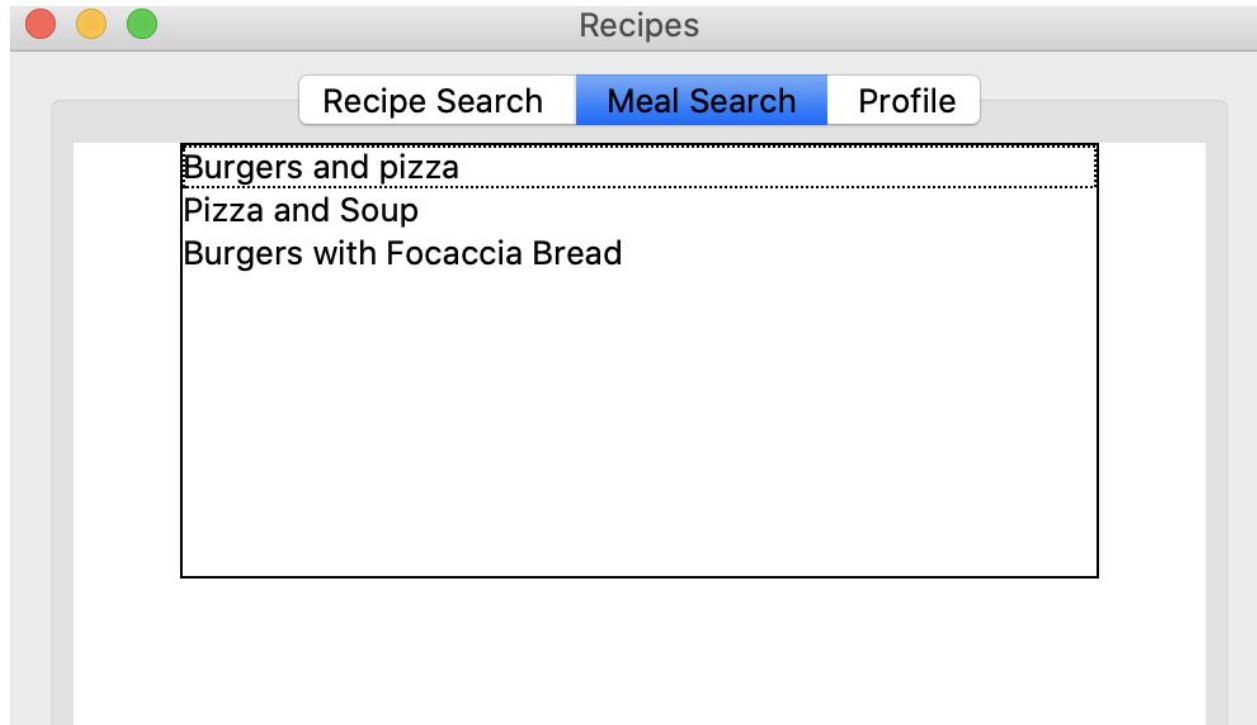 Recipes
Recipe Search Meal Search Profile
Burgers and pizza
Pizza and Soup
Burgers with Focaccia Bread